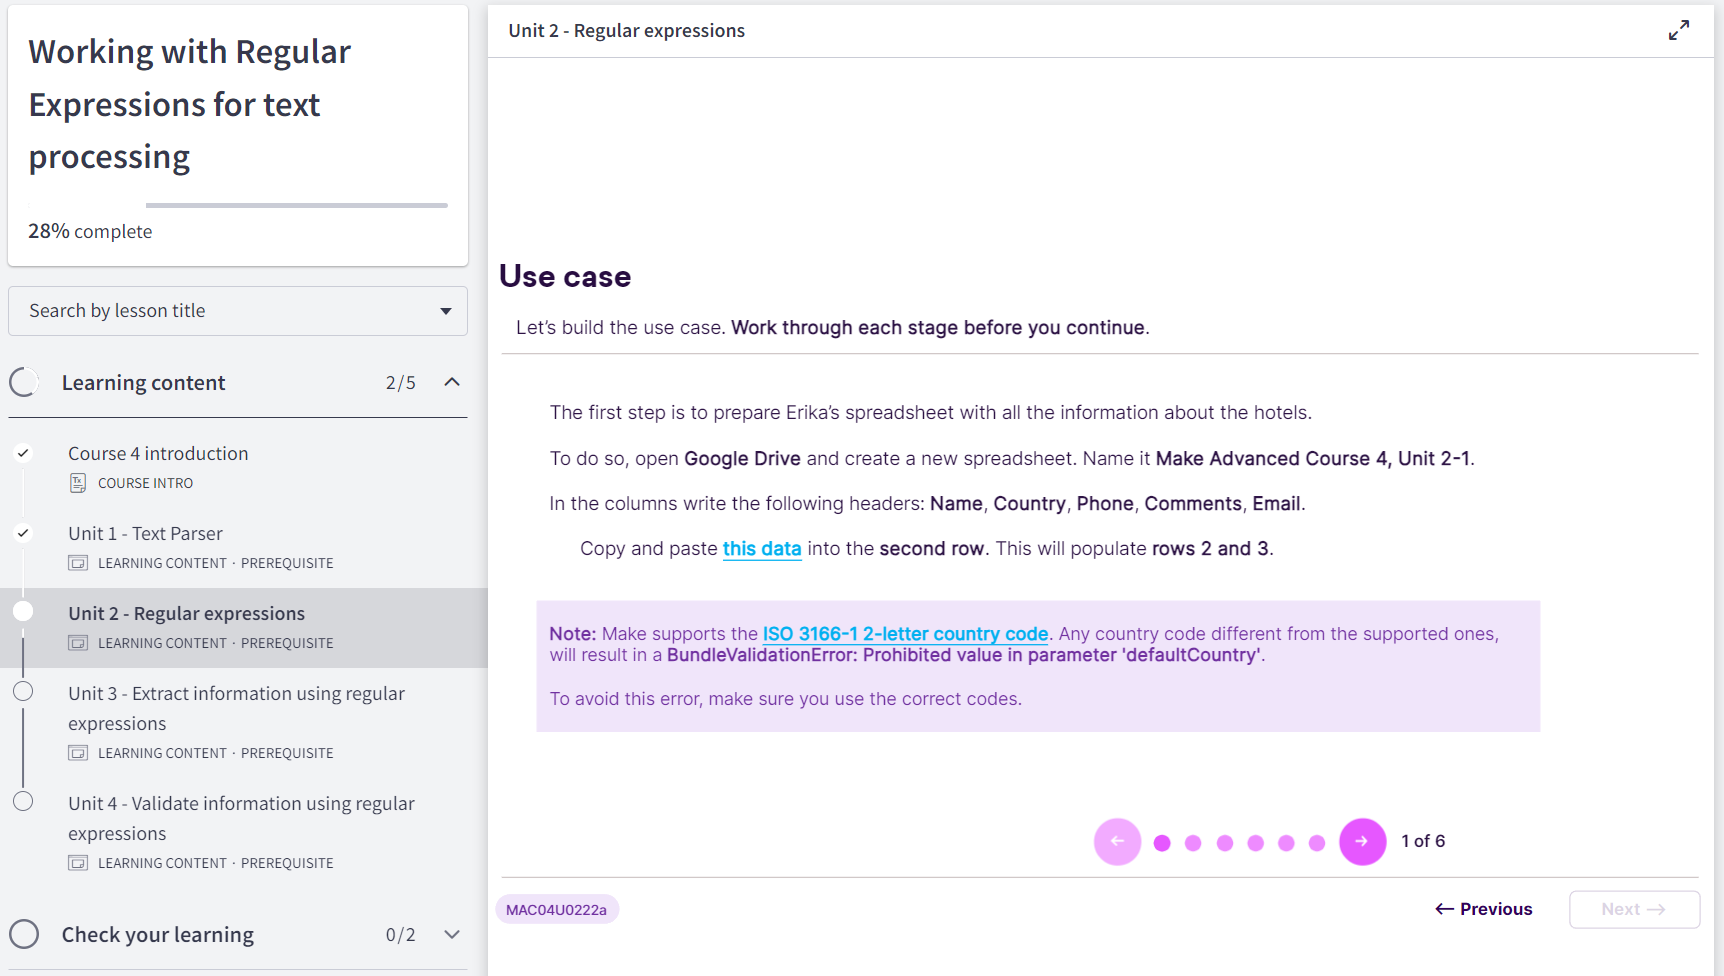 Working with Regular
Expressions for text
processing
28% complete
Search by lesson title
Learning content 2/5
Course 4 introduction
COURSE INTRO
Unit 1 - Text Parser
LEARNING CONTENT · PREREQUISITE
Unit 2 - Regular expressions
LEARNING CONTENT · PREREQUISITE
Unit 3 - Extract information using regular
expressions
LEARNING CONTENT · PREREQUISITE
Unit 4 - Validate information using regular
expressions
LEARNING CONTENT · PREREQUISITE
Check your learning 0/2
Unit 2 - Regular expressions
Use case
Let's build the use case. Work through each stage before you continue.
The first step is to prepare Erika's spreadsheet with all the information about the hotels.
To do so, open Google Drive and create a new spreadsheet. Name it Make Advanced Course 4, Unit 2-1.
In the columns write the following headers: Name, Country, Phone, Comments, Email.
Copy and paste this data into the second row. This will populate rows 2 and 3.
Note: Make supports the ISO 3166-1 2-letter country code. Any country code different from the supported ones,
will result in a BundleValidationError: Prohibited value in parameter 'defaultCountry'.
To avoid this error, make sure you use the correct codes.
← → 1 of 6
MAC04U0222a
← Previous Next →